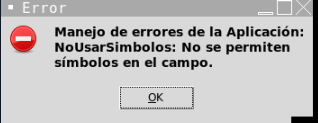 Error
Manejo de errores de la Aplicación:
NoUsarSimbolos: No se permiten
símbolos en el campo.
OK